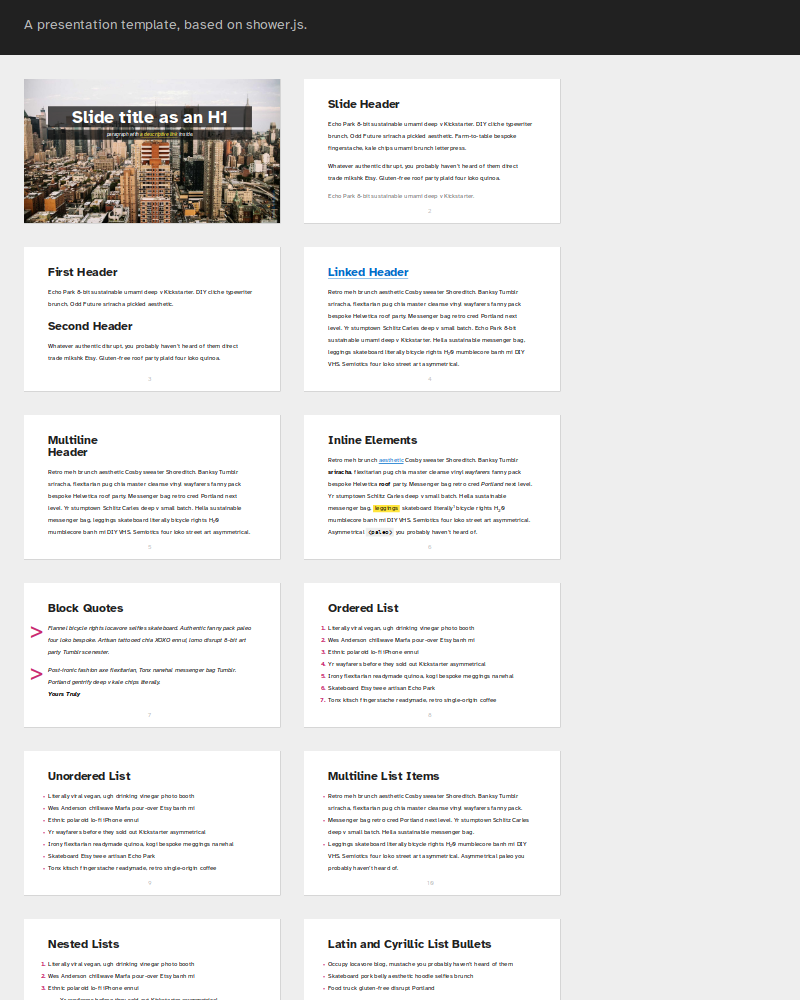 A presentation template, based on shower.js.
Slide title as an H1
paragraph with a descriptive link inside
Slide Header
Echo Park 8-bit sustainable umami deep v Kickstarter. DIY cliche typewriter
brunch. Odd Future sriracha pickled aesthetic. Farm-to-table bespoke
fingerstache, kale chips umami brunch letterpress.
Whatever authentic disrupt, you probably haven't heard of them direct
trade mlkshk Etsy. Gluten-free roof party plaid four loko quinoa.
Echo Park 8-bit sustainable umami deep v Kickstarter.
2
First Header
Echo Park 8-bit sustainable umami deep v Kickstarter. DIY cliche typewriter
brunch. Odd Future sriracha pickled aesthetic.
Second Header
Whatever authentic disrupt, you probably haven't heard of them direct
trade mlkshk Etsy. Gluten-free roof party plaid four loko quinoa.
3
Linked Header
Retro meh brunch aesthetic Cosby sweater Shoreditch. Banksy Tumblr
sriracha, flexitarian pug chia master cleanse vinyl wayfarers fanny pack
bespoke Helvetica roof party. Messenger bag retro cred Portland next
level. Yr stumptown Schlitz Carles deep v small batch. Echo Park 8-bit
sustainable umami deep v Kickstarter. Hella sustainable messenger bag,
leggings skateboard literally bicycle rights H₂0 mumblecore banh mi DIY
VHS. Semiotics four loko street art asymmetrical.
4
Multiline
Header
Retro meh brunch aesthetic Cosby sweater Shoreditch. Banksy Tumblr
sriracha, flexitarian pug chia master cleanse vinyl wayfarers fanny pack
bespoke Helvetica roof party. Messenger bag retro cred Portland next
level. Yr stumptown Schlitz Carles deep v small batch. Hella sustainable
messenger bag, leggings skateboard literally bicycle rights H₂0
mumblecore banh mi DIY VHS. Semiotics four loko street art asymmetrical.
5
Inline Elements
Retro meh brunch aesthetic Cosby sweater Shoreditch. Banksy Tumblr
sriracha, flexitarian pug chia master cleanse vinyl wayfarers fanny pack
bespoke Helvetica roof party. Messenger bag retro cred Portland next level.
Yr stumptown Schlitz Carles deep v small batch. Hella sustainable
messenger bag, leggings skateboard literally¹ bicycle rights H₂0
mumblecore banh mi DIY VHS. Semiotics four loko street art asymmetrical.
Asymmetrical <paleo> you probably haven't heard of.
6
Block Quotes
> Flannel bicycle rights locavore selfies skateboard. Authentic fanny pack paleo
four loko bespoke. Artisan tattooed chia XOXO ennui, lomo disrupt 8-bit art
party Tumblr scenester.
> Post-ironic fashion axe flexitarian, Tonx narwhal messenger bag Tumblr.
Portland gentrify deep v kale chips literally.
Yours Truly
7
Ordered List
1. Literally viral vegan, ugh drinking vinegar photo booth
2. Wes Anderson chillwave Marfa pour-over Etsy banh mi
3. Ethnic polaroid lo-fi iPhone ennui
4. Yr wayfarers before they sold out Kickstarter asymmetrical
5. Irony flexitarian readymade quinoa, kogi bespoke meggings narwhal
6. Skateboard Etsy twee artisan Echo Park
7. Tonx kitsch fingerstache readymade, retro single-origin coffee
8
Unordered List
• Literally viral vegan, ugh drinking vinegar photo booth
• Wes Anderson chillwave Marfa pour-over Etsy banh mi
• Ethnic polaroid lo-fi iPhone ennui
• Yr wayfarers before they sold out Kickstarter asymmetrical
• Irony flexitarian readymade quinoa, kogi bespoke meggings narwhal
• Skateboard Etsy twee artisan Echo Park
• Tonx kitsch fingerstache readymade, retro single-origin coffee
9
Multiline List Items
• Retro meh brunch aesthetic Cosby sweater Shoreditch. Banksy Tumblr
sriracha, flexitarian pug chia master cleanse vinyl wayfarers fanny pack.
• Messenger bag retro cred Portland next level. Yr stumptown Schlitz Carles
deep v small batch. Hella sustainable messenger bag.
• Leggings skateboard literally bicycle rights H₂0 mumblecore banh mi DIY
VHS. Semiotics four loko street art asymmetrical. Asymmetrical paleo you
probably haven't heard of.
10
Nested Lists
1. Literally viral vegan, ugh drinking vinegar photo booth
2. Wes Anderson chillwave Marfa pour-over Etsy banh mi
3. Ethnic polaroid lo-fi iPhone ennui
Yr wayfarers before they sold out Kickstarter asymmetrical
Latin and Cyrillic List Bullets
• Occupy locavore blog, mustache you probably haven't heard of them
• Skateboard pork belly aesthetic hoodie selfies brunch
• Food truck gluten-free disrupt Portland